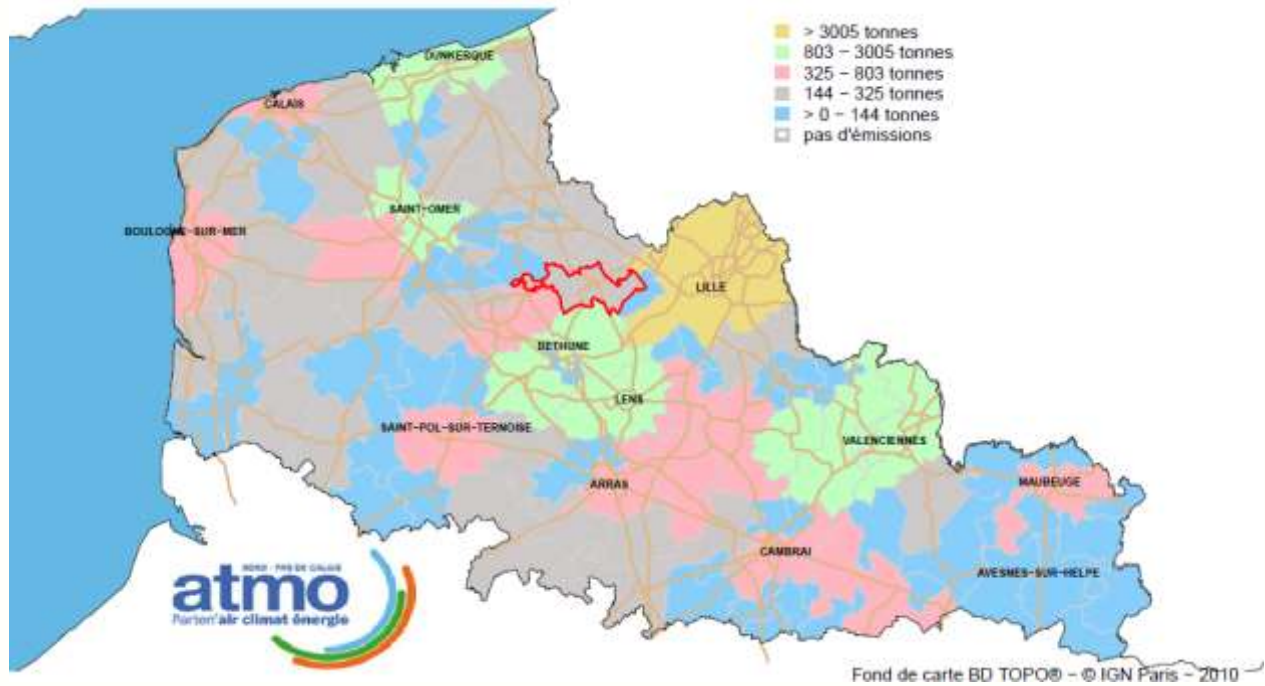 > 3005 tonnes
803 – 3005 tonnes
325 – 803 tonnes
144 – 325 tonnes
> 0 – 144 tonnes
pas d'émissions
DUNKERQUE
CALAIS
SAINT-OMER
BOULOGNE-SUR-MER
LILLE
BETHUNE
LENS
SAINT-POL-SUR-TERNOISE
VALENCIENNES
ARRAS
MAUBEUGE
CAMBRAI
AVESNES-SUR-HELPE
NORD - PAS DE CALAIS
atmo
Parten'air climat énergie
Fond de carte BD TOPO® – © IGN Paris – 2010